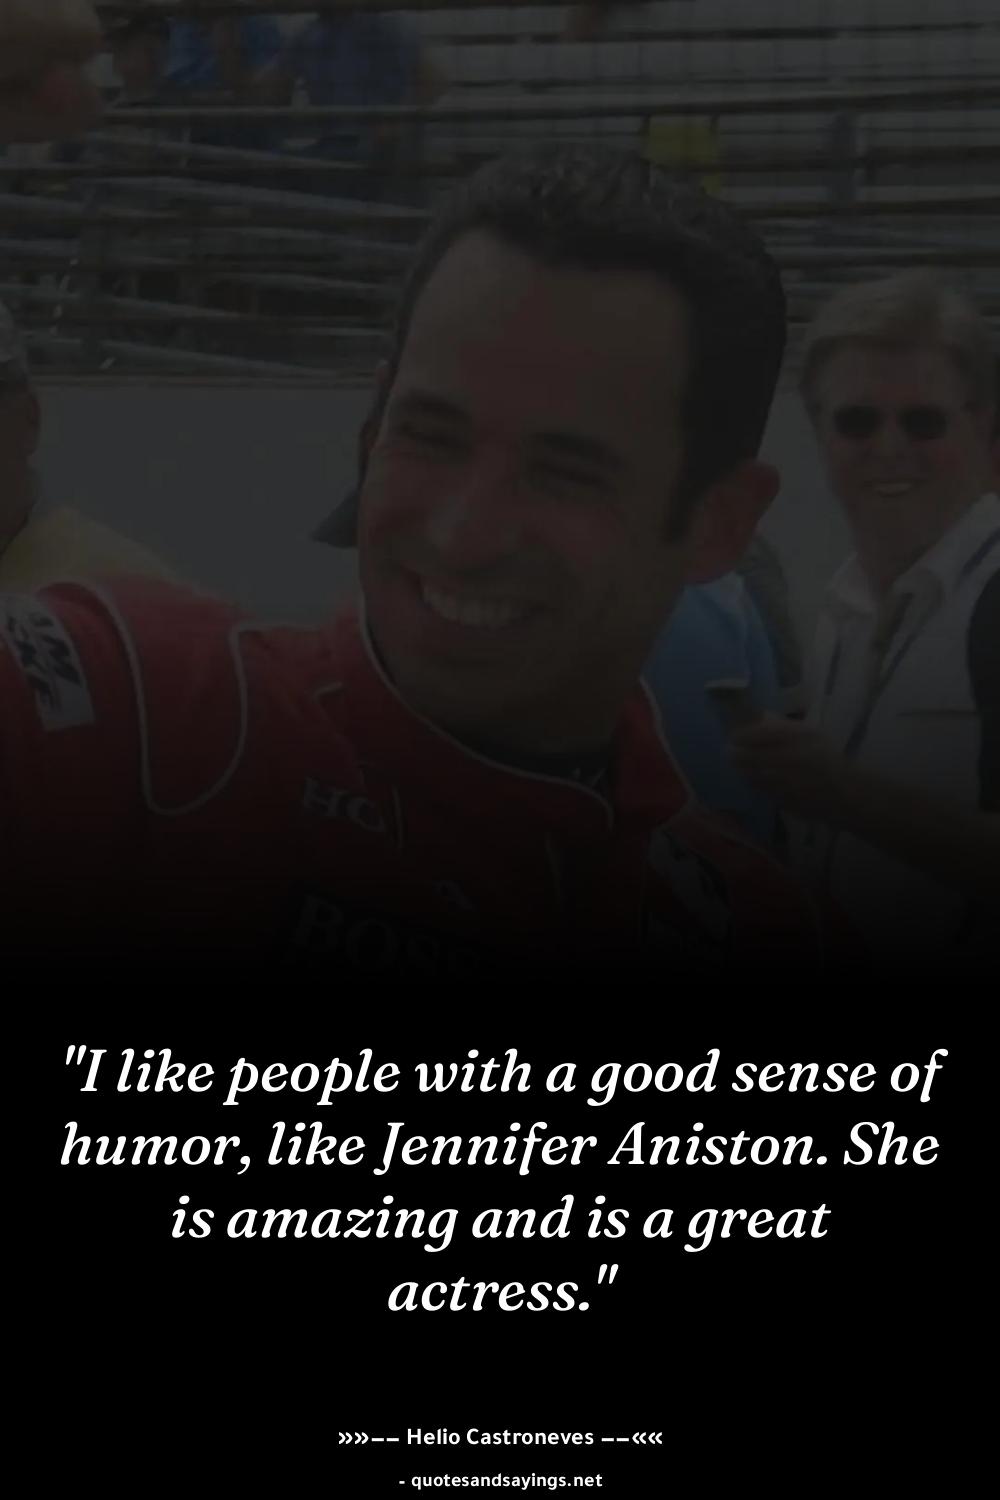 "I like people with a good sense of
humor, like Jennifer Aniston. She
is amazing and is a great
actress."
»»–– Helio Castroneves ––««
- quotesandsayings.net